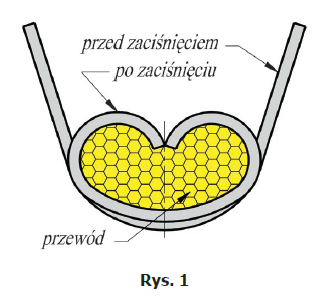 przed zaciśnięciem
po zaciśnięciu
przewód
Rys. 1